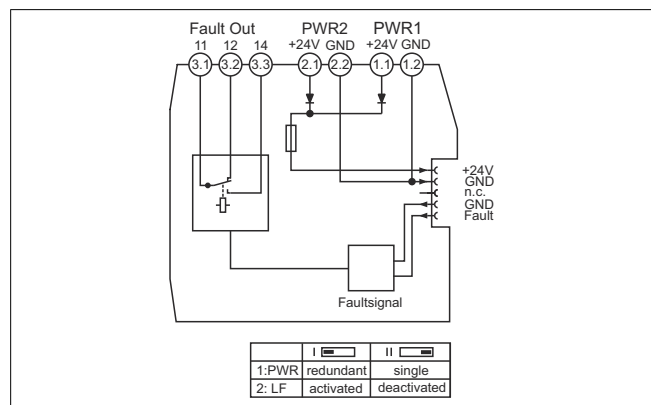 Fault Out PWR2 PWR1
11 12 14 +24V GND +24V GND
3.1 3.2 3.3 2.1 2.2 1.1 1.2
+24V
GND
n.c.
GND
Fault
Faultsignal
I II
1:PWR redundant single
2: LF activated deactivated